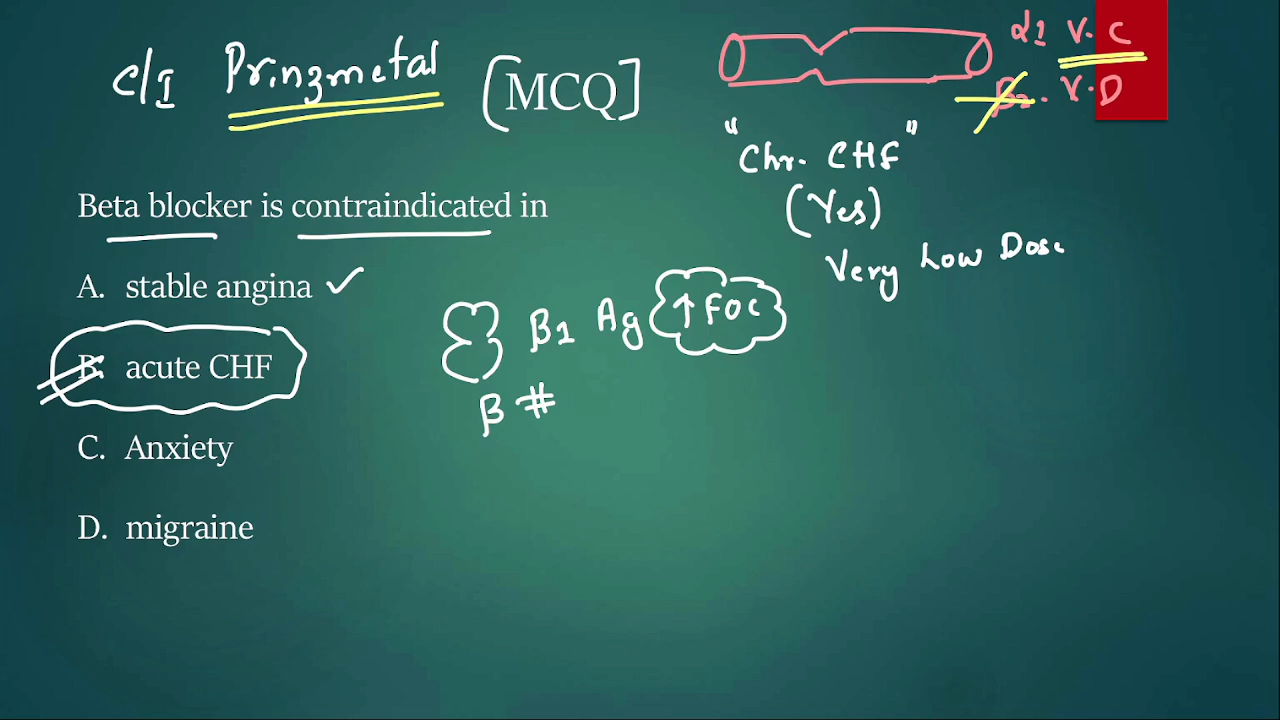 C/I Prinzmetal [MCQ]
α1 V.C
β2. V.D
"Chr. CHF"
(Yes)
Very Low Dose
Beta blocker is contraindicated in
A. stable angina ✓
β1 Ag ↑ FOC
B. acute CHF
β #
C. Anxiety
D. migraine